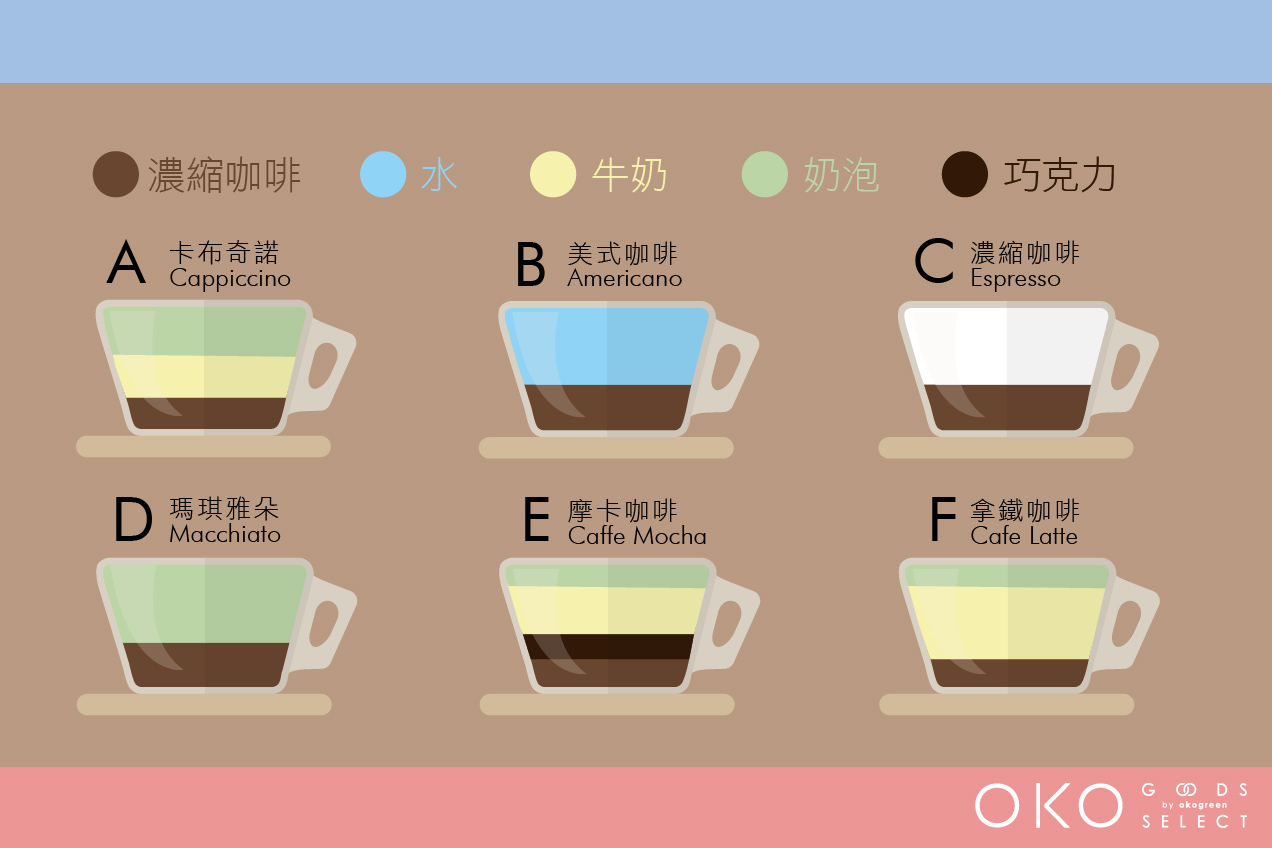 濃縮咖啡 水 牛奶 奶泡 巧克力
A 卡布奇諾
Cappiccino
B 美式咖啡
Americano
C 濃縮咖啡
Espresso
D 瑪琪雅朵
Macchiato
E 摩卡咖啡
Caffe Mocha
F 拿鐵咖啡
Cafe Latte
OKO
GOODS
by okogreen
SELECT